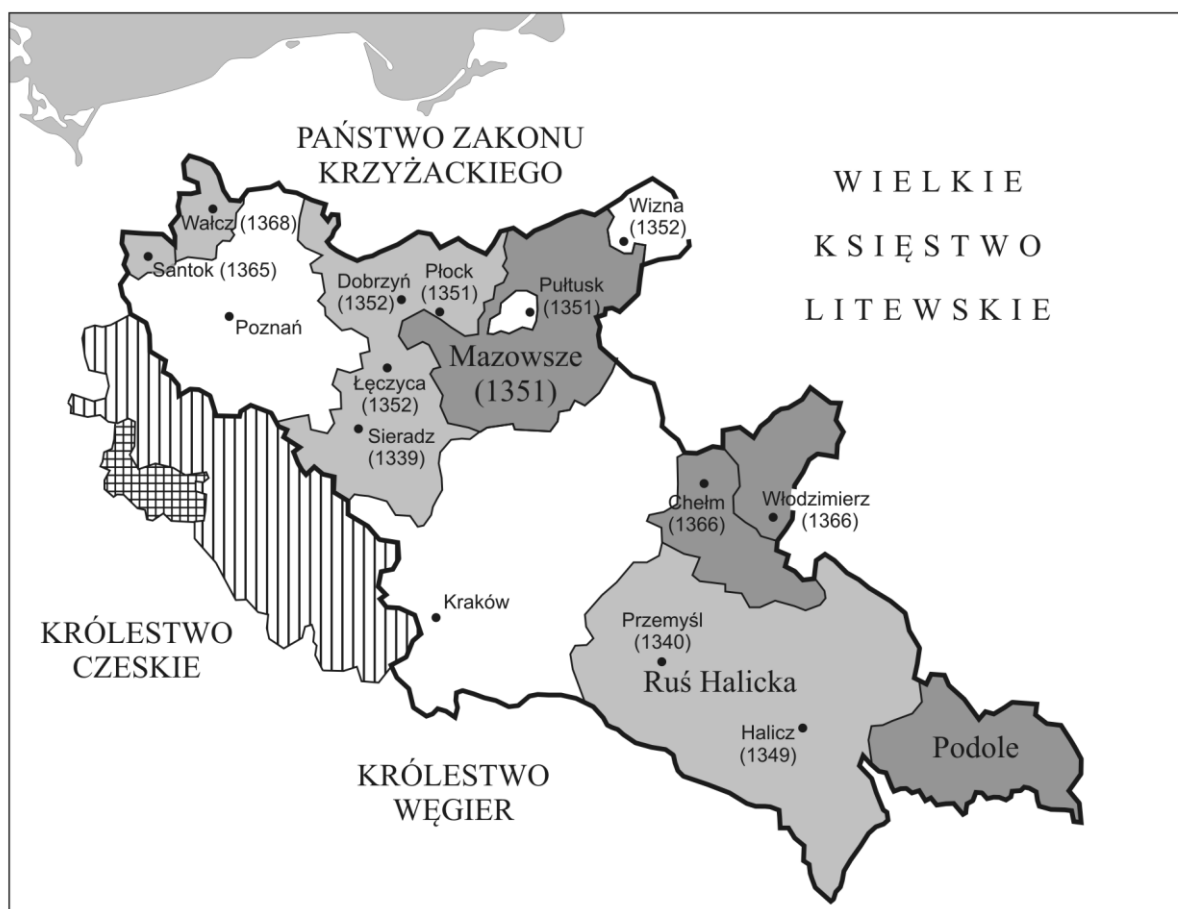 PAŃSTWO ZAKONU
KRZYŻACKIEGO
WIELKIE
KSIĘSTWO
LITEWSKIE
Wałcz (1368)
Santok (1365)
Poznań
Dobrzyń
(1352)
Płock
(1351)
Pułtusk
(1351)
Wizna
(1352)
Mazowsze
(1351)
Łęczyca
(1352)
Sieradz
(1339)
Chełm
(1366)
Włodzimierz
(1366)
KRÓLESTWO
CZESKIE
Kraków
Przemyśl
(1340)
Ruś Halicka
Halicz
(1349)
Podole
KRÓLESTWO
WĘGIER